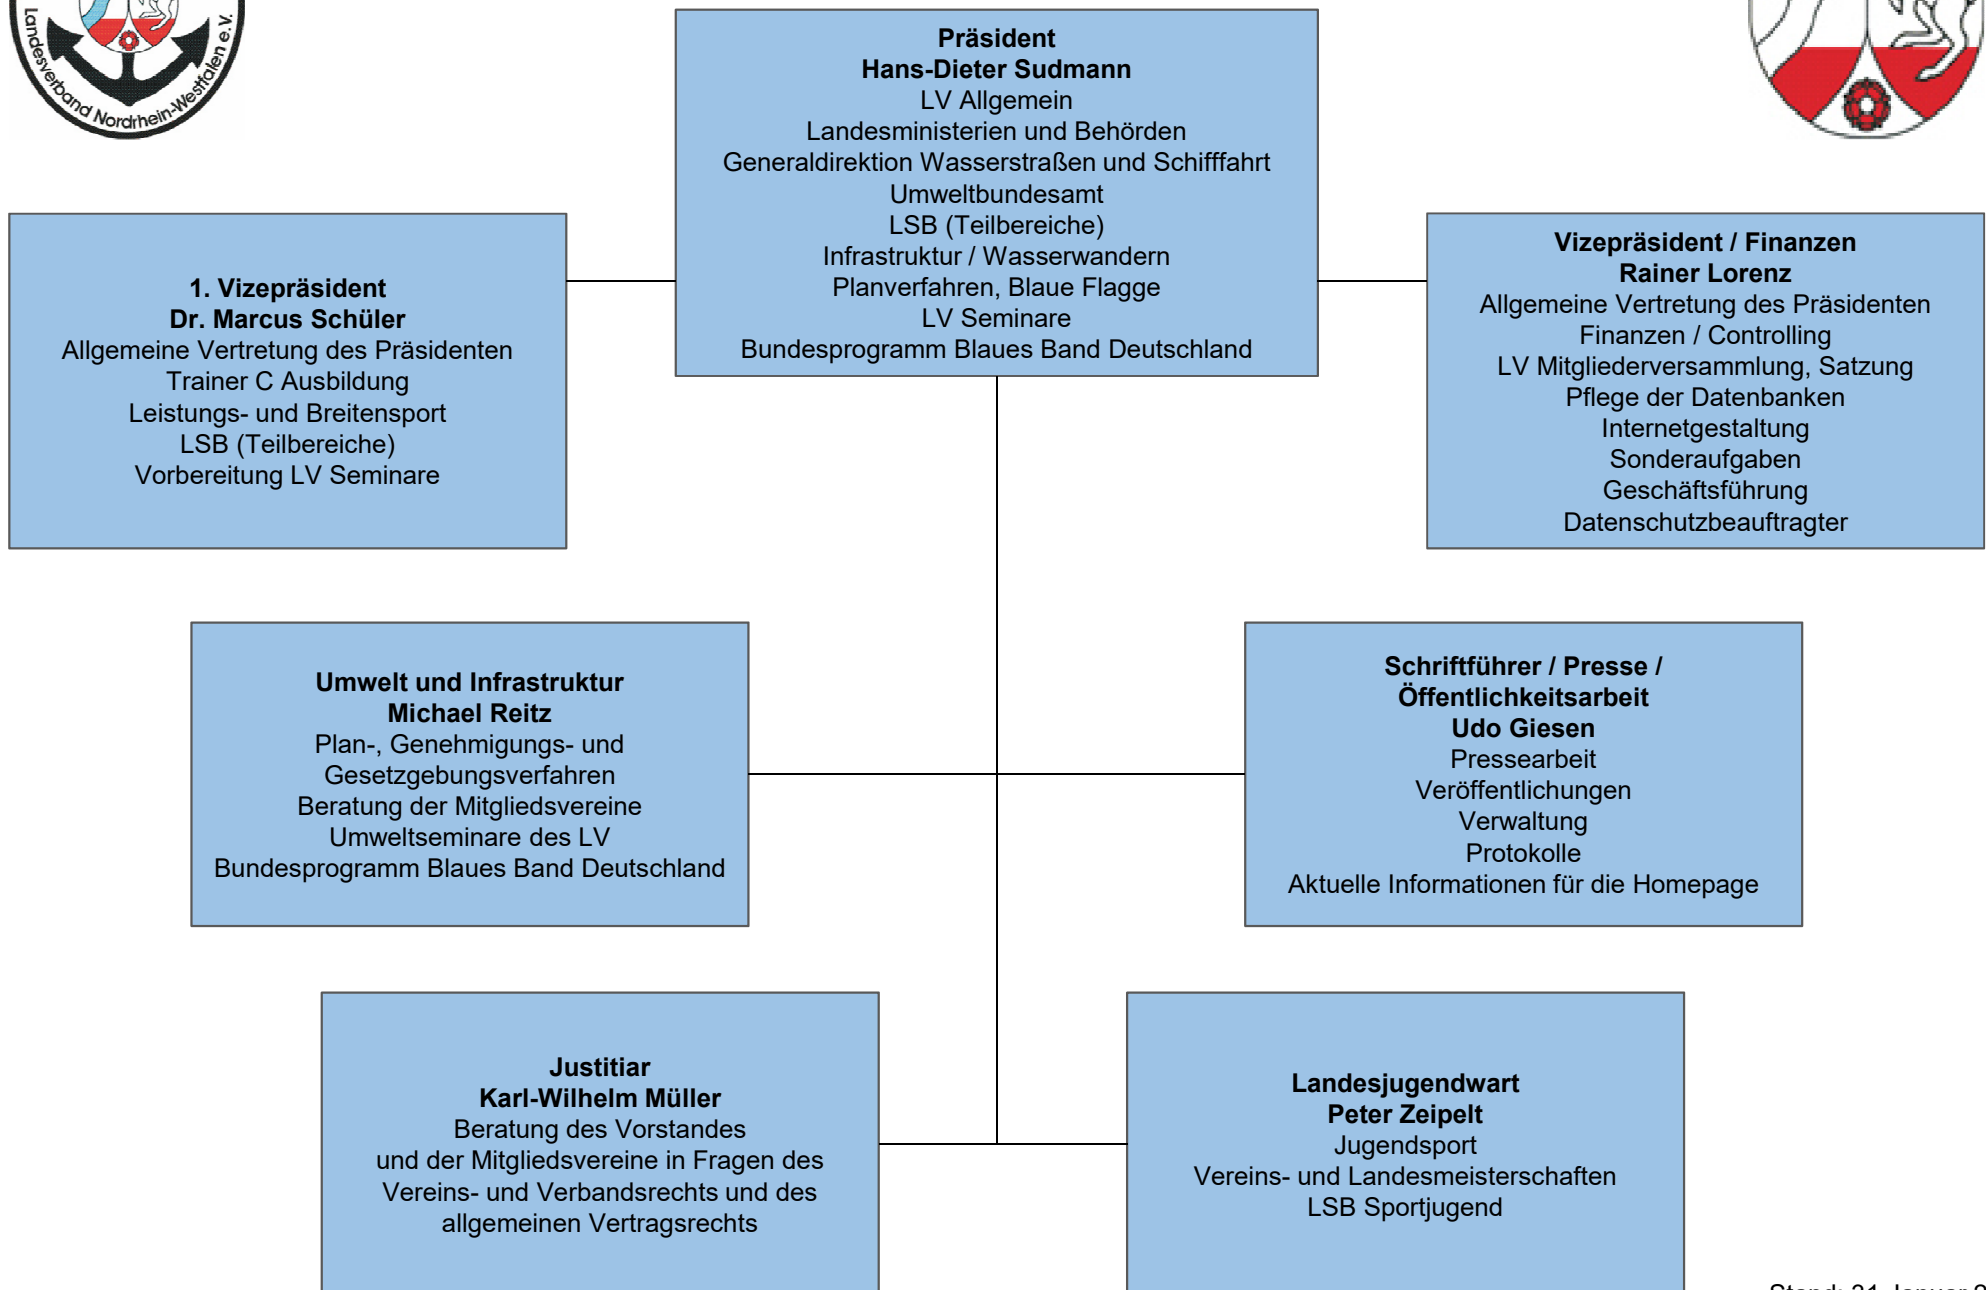 Landesverband Nordrhein-Westfalen e.V.
Präsident
Hans-Dieter Sudmann
LV Allgemein
Landesministerien und Behörden
Generaldirektion Wasserstraßen und Schifffahrt
Umweltbundesamt
LSB (Teilbereiche)
Infrastruktur / Wasserwandern
Planverfahren, Blaue Flagge
LV Seminare
Bundesprogramm Blaues Band Deutschland
1. Vizepräsident
Dr. Marcus Schüler
Allgemeine Vertretung des Präsidenten
Trainer C Ausbildung
Leistungs- und Breitensport
LSB (Teilbereiche)
Vorbereitung LV Seminare
Vizepräsident / Finanzen
Rainer Lorenz
Allgemeine Vertretung des Präsidenten
Finanzen / Controlling
LV Mitgliederversammlung, Satzung
Pflege der Datenbanken
Internetgestaltung
Sonderaufgaben
Geschäftsführung
Datenschutzbeauftragter
Umwelt und Infrastruktur
Michael Reitz
Plan-, Genehmigungs- und
Gesetzgebungsverfahren
Beratung der Mitgliedsvereine
Umweltseminare des LV
Bundesprogramm Blaues Band Deutschland
Schriftführer / Presse /
Öffentlichkeitsarbeit
Udo Giesen
Pressearbeit
Veröffentlichungen
Verwaltung
Protokolle
Aktuelle Informationen für die Homepage
Justitiar
Karl-Wilhelm Müller
Beratung des Vorstandes
und der Mitgliedsvereine in Fragen des
Vereins- und Verbandsrechts und des
allgemeinen Vertragsrechts
Landesjugendwart
Peter Zeipelt
Jugendsport
Vereins- und Landesmeisterschaften
LSB Sportjugend